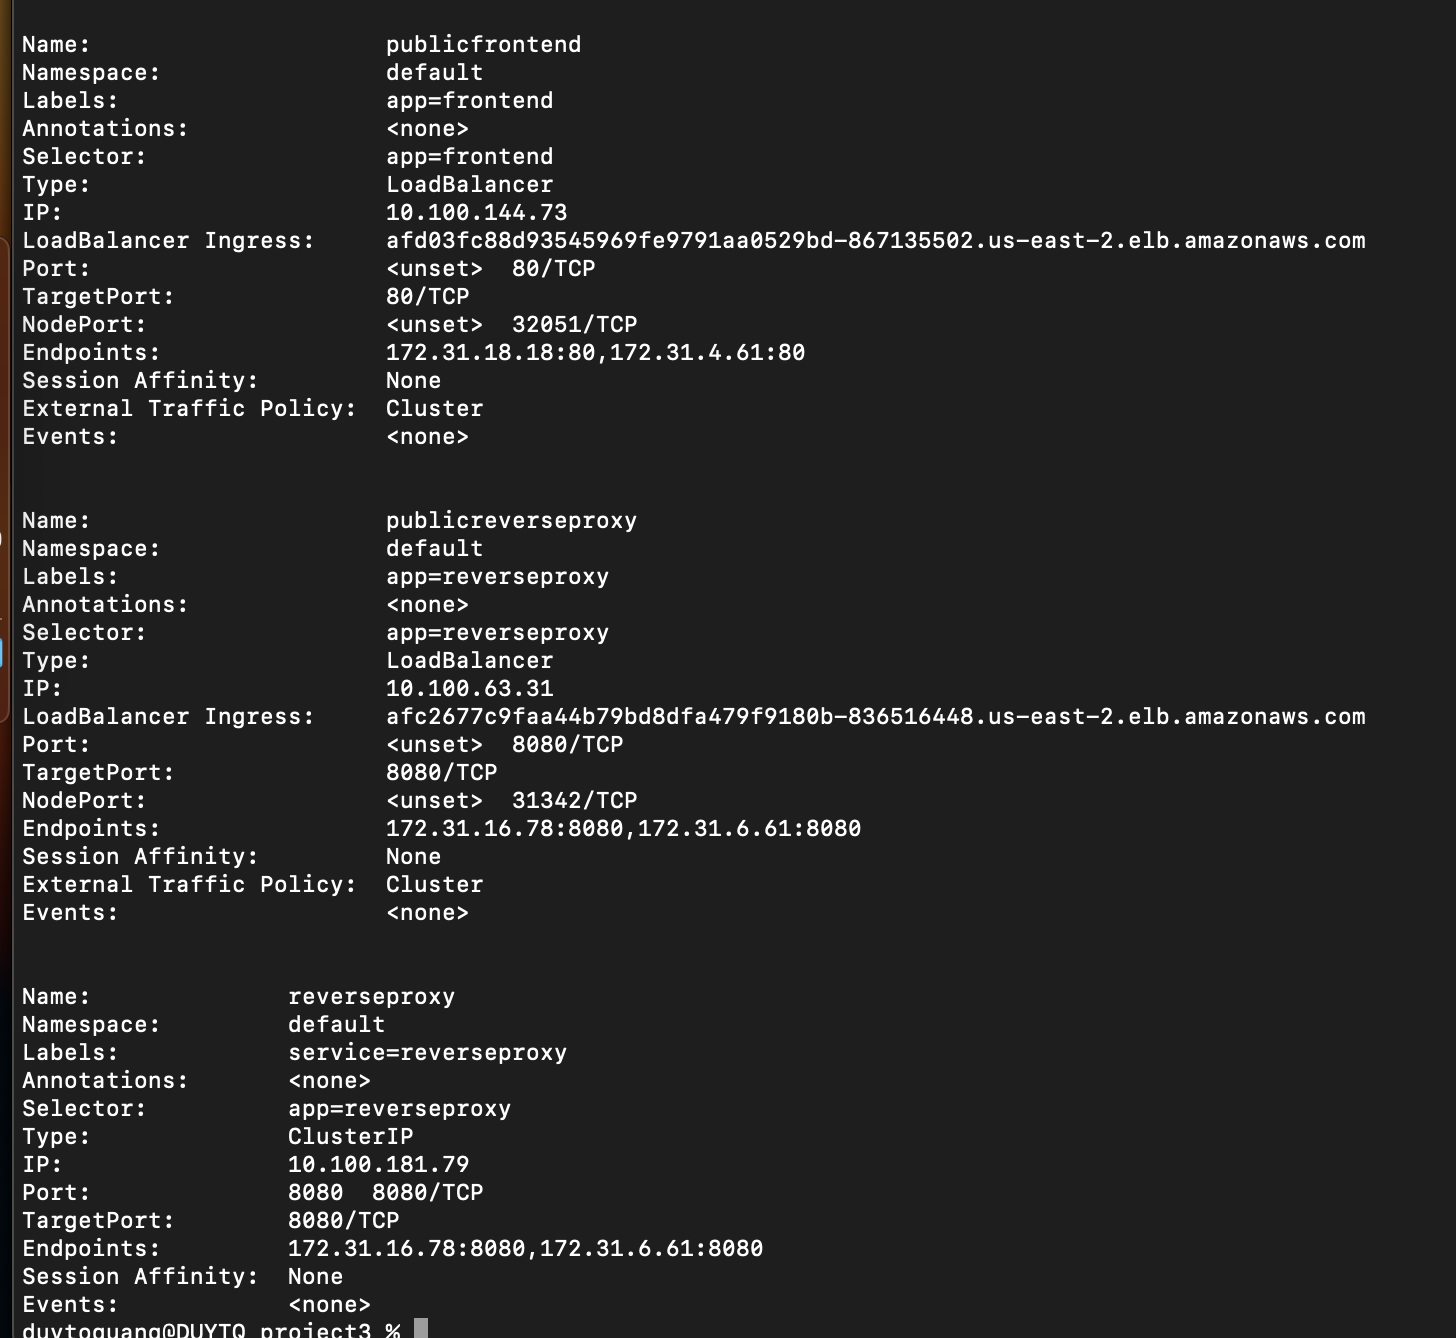 Name:                     publicfrontend
Namespace:                default
Labels:                   app=frontend
Annotations:              <none>
Selector:                 app=frontend
Type:                     LoadBalancer
IP:                       10.100.144.73
LoadBalancer Ingress:     afd03fc88d93545969fe9791aa0529bd-867135502.us-east-2.elb.amazonaws.com
Port:                     <unset>  80/TCP
TargetPort:               80/TCP
NodePort:                 <unset>  32051/TCP
Endpoints:                172.31.18.18:80,172.31.4.61:80
Session Affinity:         None
External Traffic Policy:  Cluster
Events:                   <none>
Name:                     publicreverseproxy
Namespace:                default
Labels:                   app=reverseproxy
Annotations:              <none>
Selector:                 app=reverseproxy
Type:                     LoadBalancer
IP:                       10.100.63.31
LoadBalancer Ingress:     afc2677c9faa44b79bd8dfa479f9180b-836516448.us-east-2.elb.amazonaws.com
Port:                     <unset>  8080/TCP
TargetPort:               8080/TCP
NodePort:                 <unset>  31342/TCP
Endpoints:                172.31.16.78:8080,172.31.6.61:8080
Session Affinity:         None
External Traffic Policy:  Cluster
Events:                   <none>
Name:              reverseproxy
Namespace:         default
Labels:            service=reverseproxy
Annotations:       <none>
Selector:          app=reverseproxy
Type:              ClusterIP
IP:                10.100.181.79
Port:              8080  8080/TCP
TargetPort:        8080/TCP
Endpoints:         172.31.16.78:8080,172.31.6.61:8080
Session Affinity:  None
Events:            <none>
duytoquang@DUYTQ project3 %